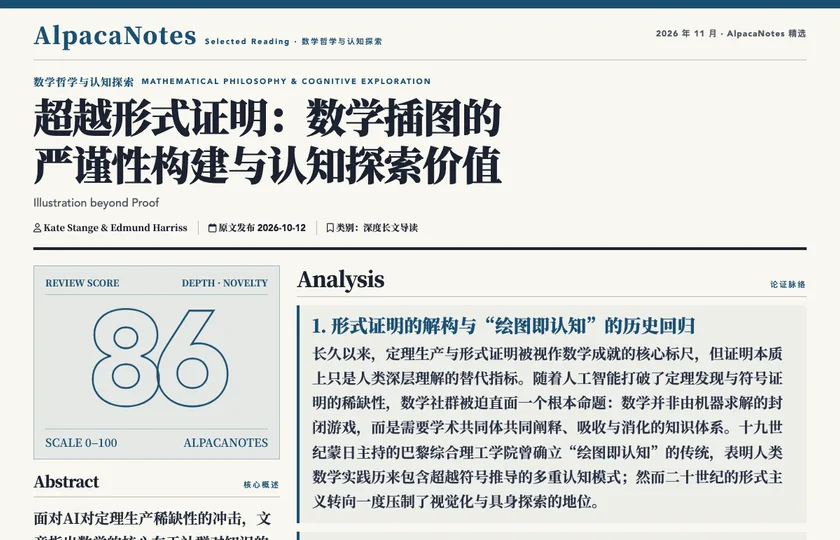 AlpacaNotes Selected Reading · 数学哲学与认知探索
2026 年 11 月 · AlpacaNotes 精选
数学哲学与认知探索 MATHEMATICAL PHILOSOPHY & COGNITIVE EXPLORATION
超越形式证明：数学插图的
严谨性构建与认知探索价值
Illustration beyond Proof
Kate Stange & Edmund Harriss 原文发布 2026-10-12 类别：深度长文导读
REVIEW SCORE DEPTH · NOVELTY
86
SCALE 0–100 ALPACANOTES
Abstract 核心概述
面对AI对定理生产稀缺性的冲击，文
Analysis 论证脉络
1. 形式证明的解构与“绘图即认知”的历史回归
长久以来，定理生产与形式证明被视作数学成就的核心标尺，但证明本质
上只是人类深层理解的替代指标。随着人工智能打破了定理发现与符号证
明的稀缺性，数学社群被迫直面一个根本命题：数学并非由机器求解的封
闭游戏，而是需要学术共同体共同阐释、吸收与消化的知识体系。十九世
纪蒙日主持的巴黎综合理工学院曾确立“绘图即认知”的传统，表明人类
数学实践历来包含超越符号推导的多重认知模式；然而二十世纪的形式主
义转向一度压制了视觉化与具身探索的地位。